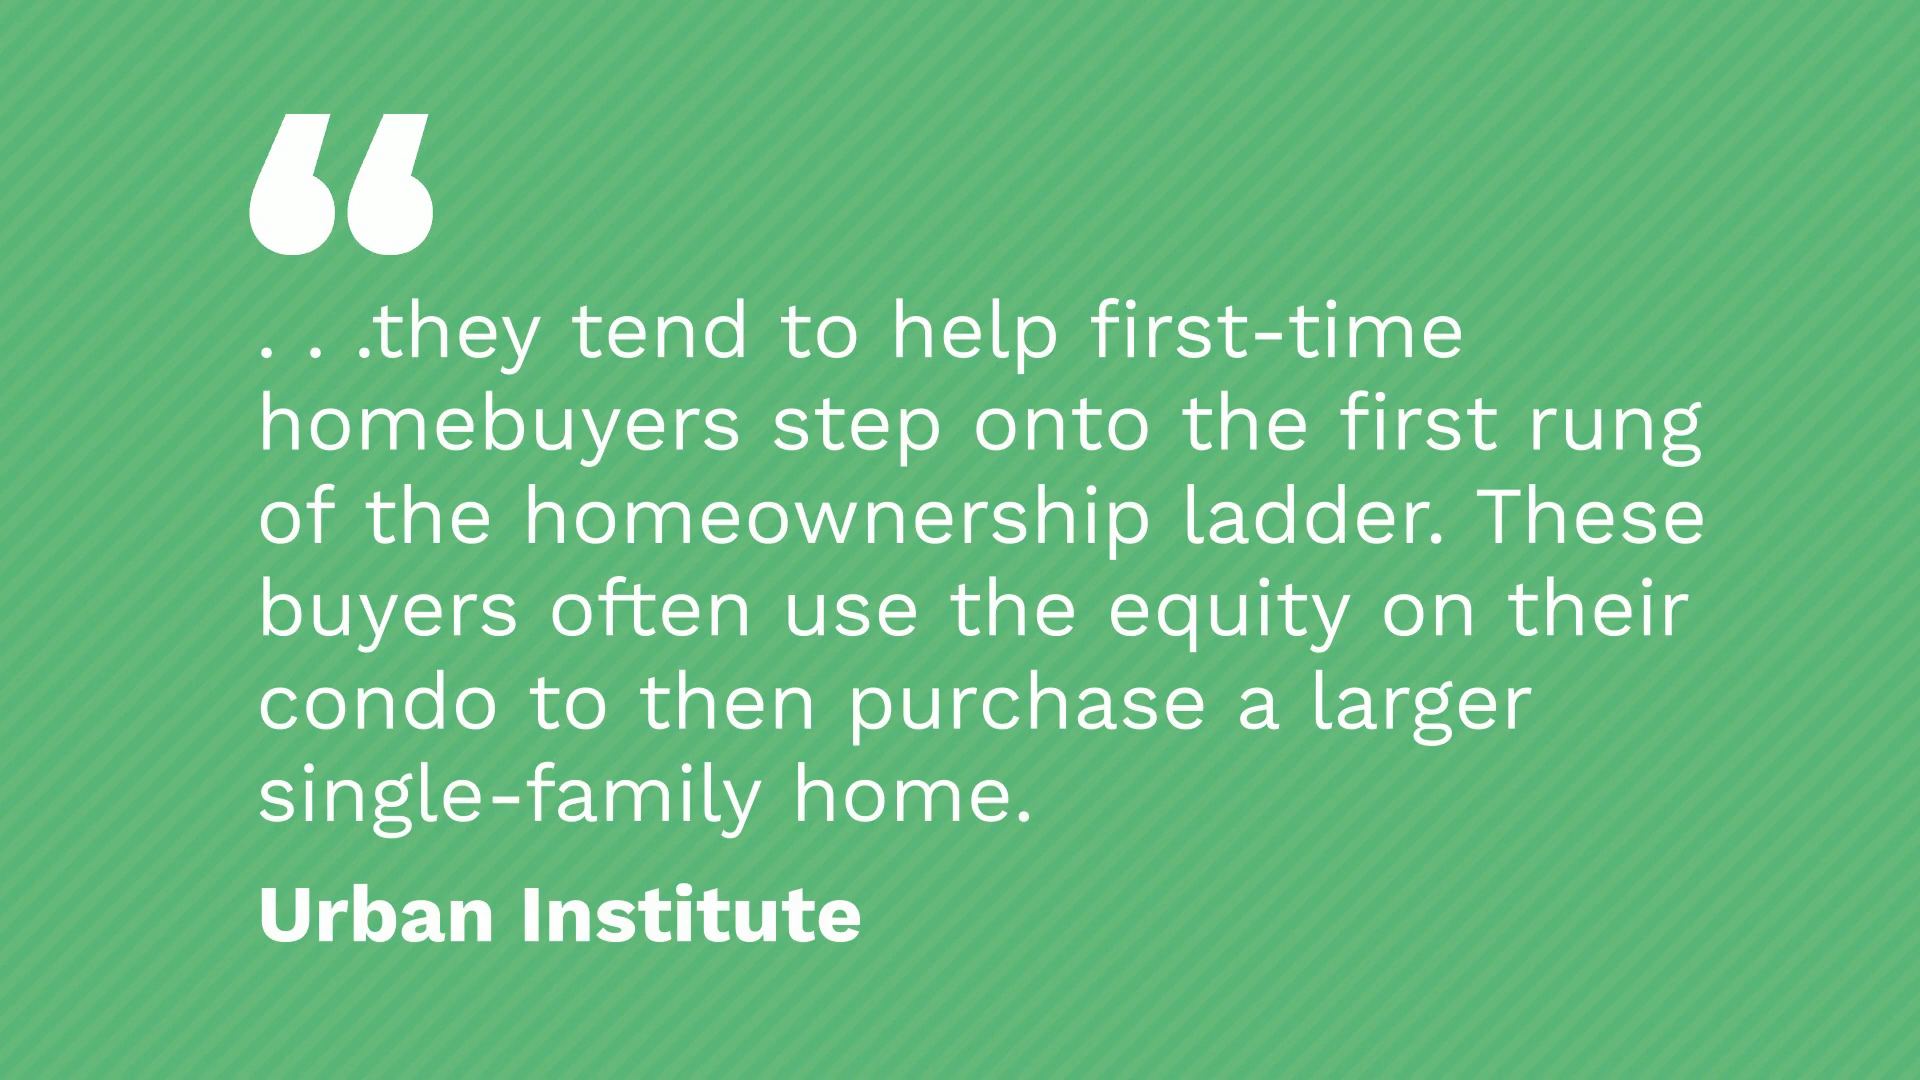 “
. . .they tend to help first-time
homebuyers step onto the first rung
of the homeownership ladder. These
buyers often use the equity on their
condo to then purchase a larger
single-family home.
Urban Institute